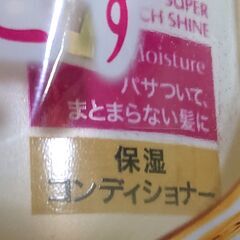 SUPER
CH SHINE
Moisture
パサついて、
まとまらない髪に
保湿
コンディショナー